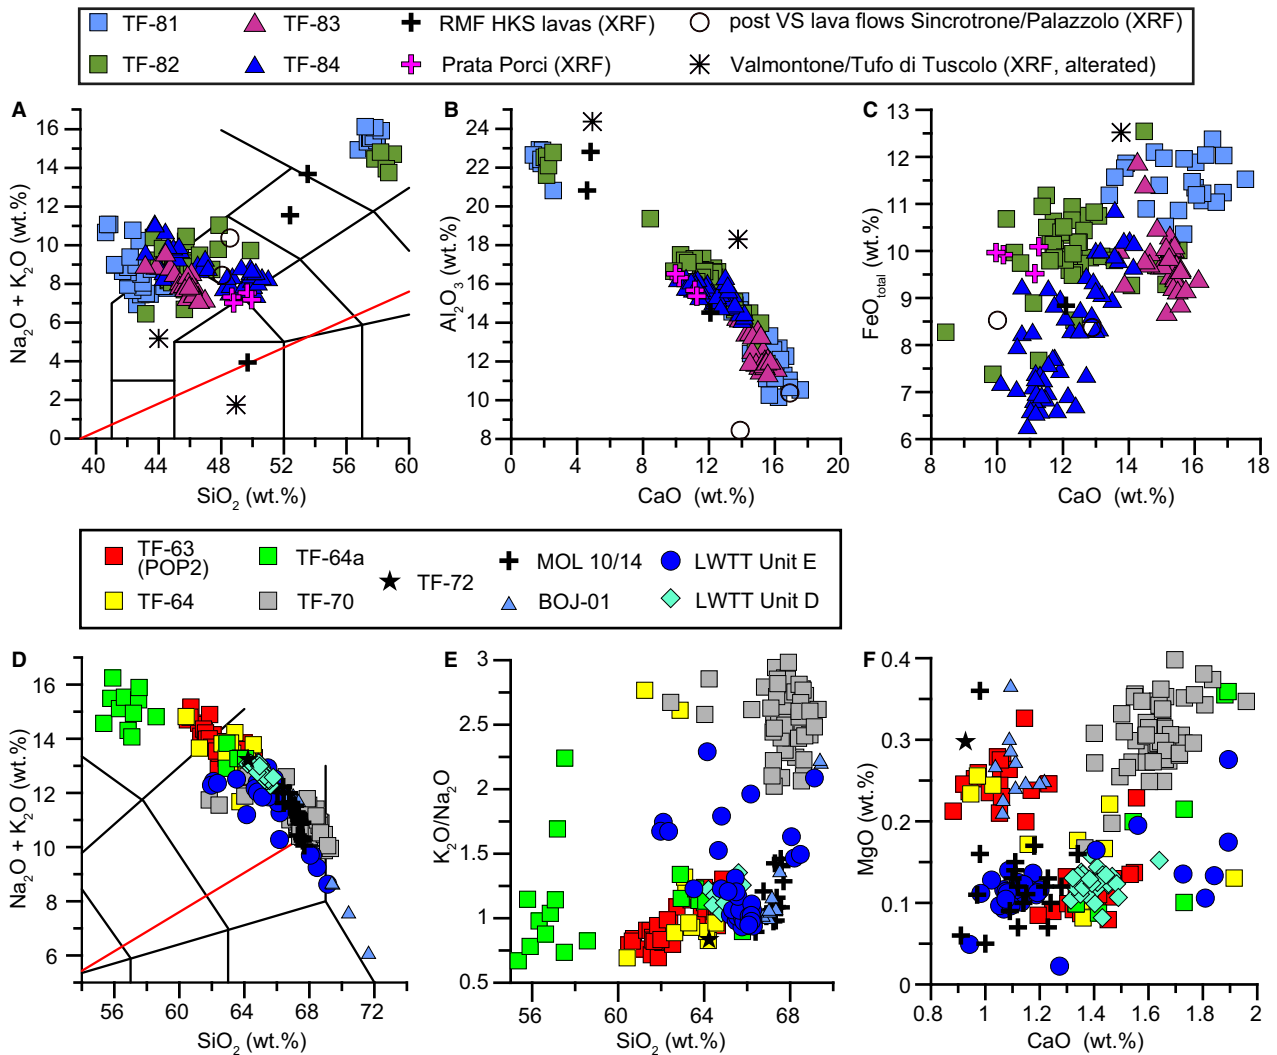 TF-81 TF-83 RMF HKS lavas (XRF) post VS lava flows Sincrotrone/Palazzolo (XRF)
TF-82 TF-84 Prata Porci (XRF) Valmontone/Tufo di Tuscolo (XRF, alterated)
A
16
14
12
10
8
6
4
2
0
Na₂O + K₂O (wt.%)
40 44 48 52 56 60
SiO₂ (wt.%)
B
24
22
20
18
16
14
12
10
8
Al₂O₃ (wt.%)
0 4 8 12 16 20
CaO (wt.%)
C
13
12
11
10
9
8
7
6
FeO total (wt.%)
8 10 12 14 16 18
CaO (wt.%)
TF-63
(POP2)
TF-64
TF-64a
TF-70
TF-72
MOL 10/14
BOJ-01
LWTT Unit E
LWTT Unit D
D
16
14
12
10
8
6
Na₂O + K₂O (wt.%)
56 60 64 68 72
SiO₂ (wt.%)
E
3
2.5
2
1.5
1
0.5
K₂O/Na₂O
56 60 64 68
SiO₂ (wt.%)
F
0.4
0.3
0.2
0.1
0
MgO (wt.%)
0.8 1 1.2 1.4 1.6 1.8 2
CaO (wt.%)